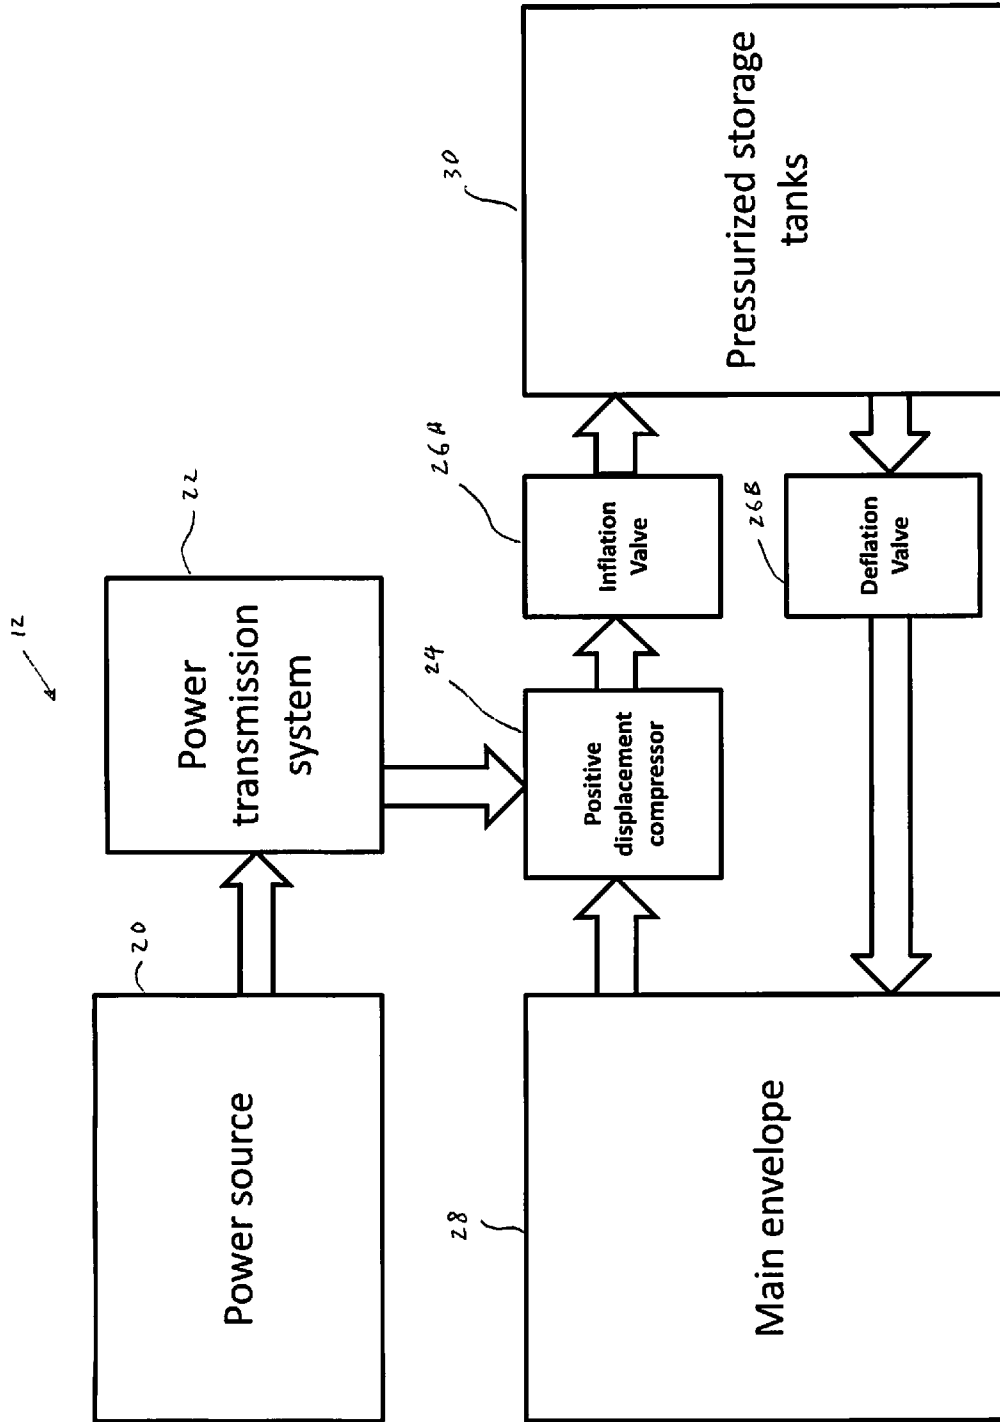 12
20
Power source
22
Power
transmission
system
28
Main envelope
24
Positive
displacement
compressor
26A
Inflation
Valve
26B
Deflation
Valve
30
Pressurized storage
tanks